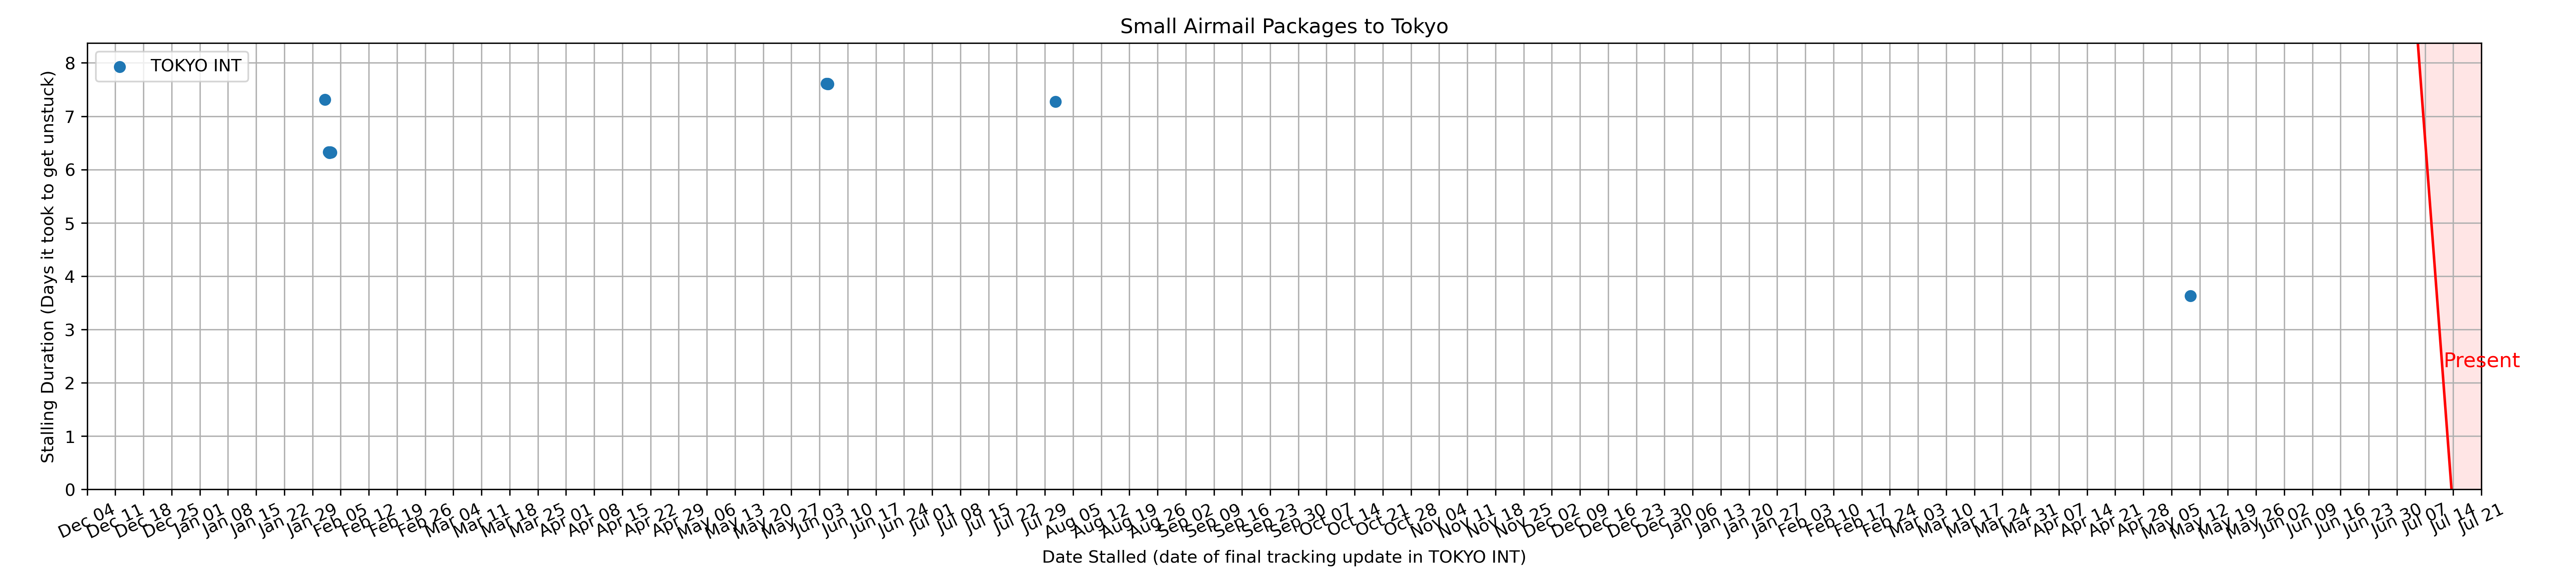 Small Airmail Packages to Tokyo
TOKYO INT
Stalling Duration (Days it took to get unstuck)
8
7
6
5
4
3
2
1
0
Present
Dec 04
Dec 11
Dec 18
Dec 25
Jan 01
Jan 08
Jan 15
Jan 22
Jan 29
Feb 05
Feb 12
Feb 19
Feb 26
Mar 04
Mar 11
Mar 18
Mar 25
Apr 01
Apr 08
Apr 15
Apr 22
Apr 29
May 06
May 13
May 20
May 27
Jun 03
Jun 10
Jun 17
Jun 24
Jul 01
Jul 08
Jul 15
Jul 22
Jul 29
Aug 05
Aug 12
Aug 19
Aug 26
Sep 02
Sep 09
Sep 16
Sep 23
Sep 30
Oct 07
Oct 14
Oct 21
Oct 28
Nov 04
Nov 11
Nov 18
Nov 25
Dec 02
Dec 09
Dec 16
Dec 23
Dec 30
Jan 06
Jan 13
Jan 20
Jan 27
Feb 03
Feb 10
Feb 17
Feb 24
Mar 03
Mar 10
Mar 17
Mar 24
Mar 31
Apr 07
Apr 14
Apr 21
Apr 28
May 05
May 12
May 19
May 26
Jun 02
Jun 09
Jun 16
Jun 23
Jun 30
Jul 07
Jul 14
Jul 21
Date Stalled (date of final tracking update in TOKYO INT)